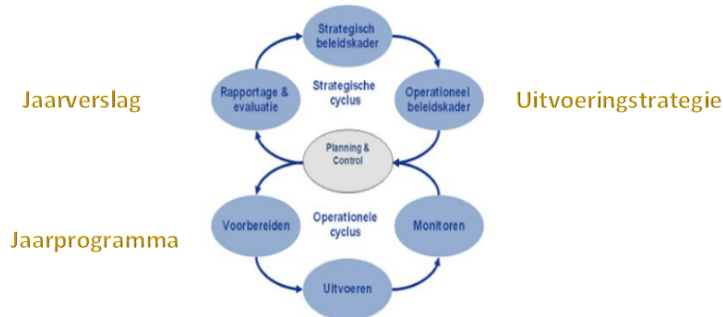 Strategisch
beleidskader
Jaarverslag
Rapportage &
evaluatie
Strategische
cyclus
Operationeel
beleidskader
Uitvoeringstrategie
Planning &
Control
Jaarprogramma
Voorbereiden
Operationele
cyclus
Monitoren
Uitvoeren